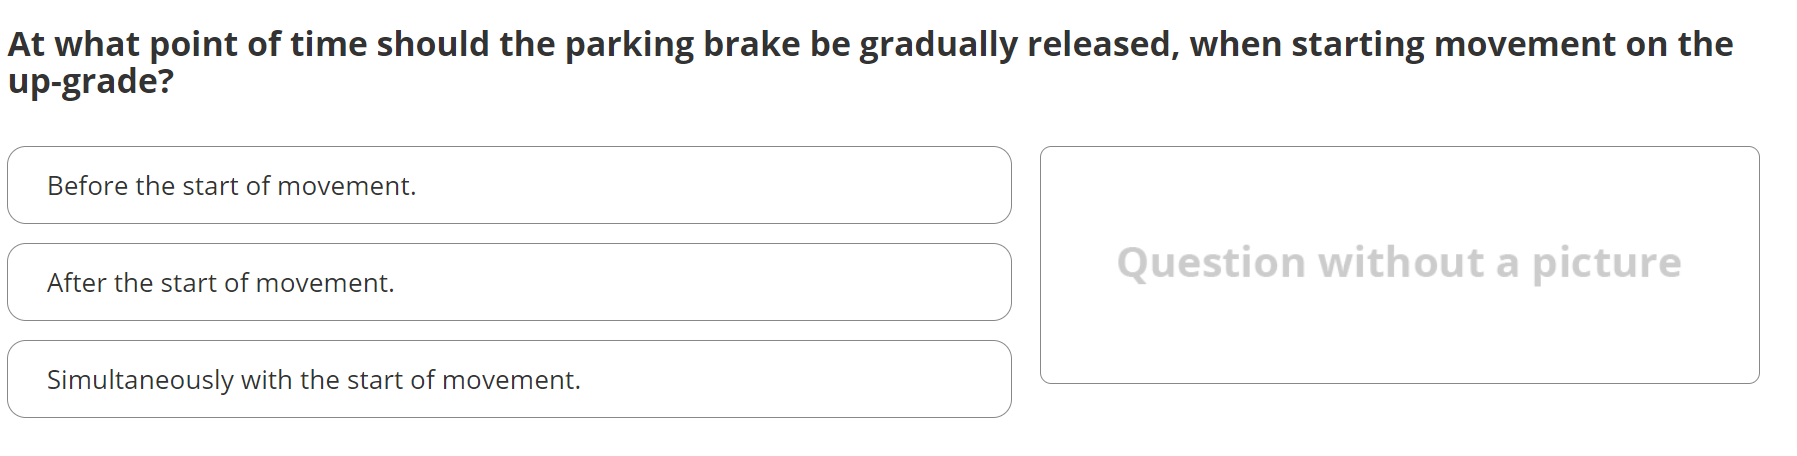 At what point of time should the parking brake be gradually released, when starting movement on the
up-grade?
Before the start of movement.
After the start of movement.
Simultaneously with the start of movement.
Question without a picture